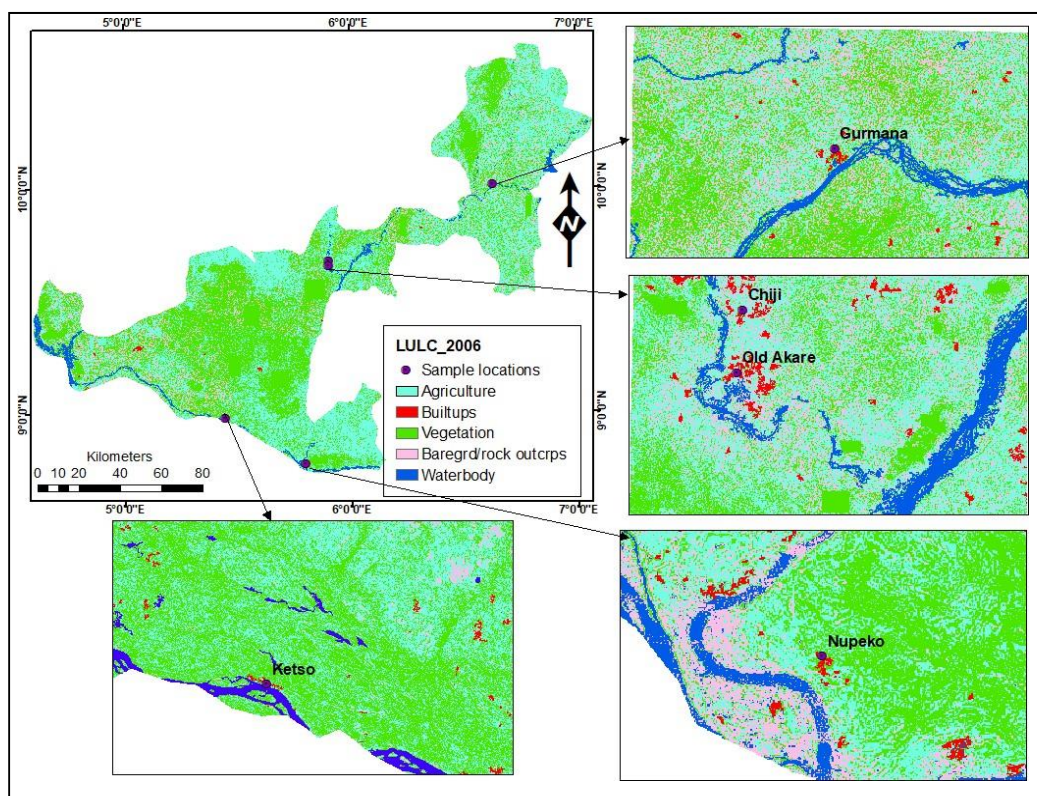 5°0'0"E
6°0'0"E
7°0'0"E
10°0'0"N
9°0'0"N
10°0'0"N
9°0'0"N
N
LULC_2006
Sample locations
Agriculture
Builtups
Vegetation
Baregrd/rock outcrps
Waterbody
Kilometers
0 10 20 40 60 80
5°0'0"E
6°0'0"E
7°0'0"E
Gurmana
Chiji
Old Akare
Ketso
Nupeko